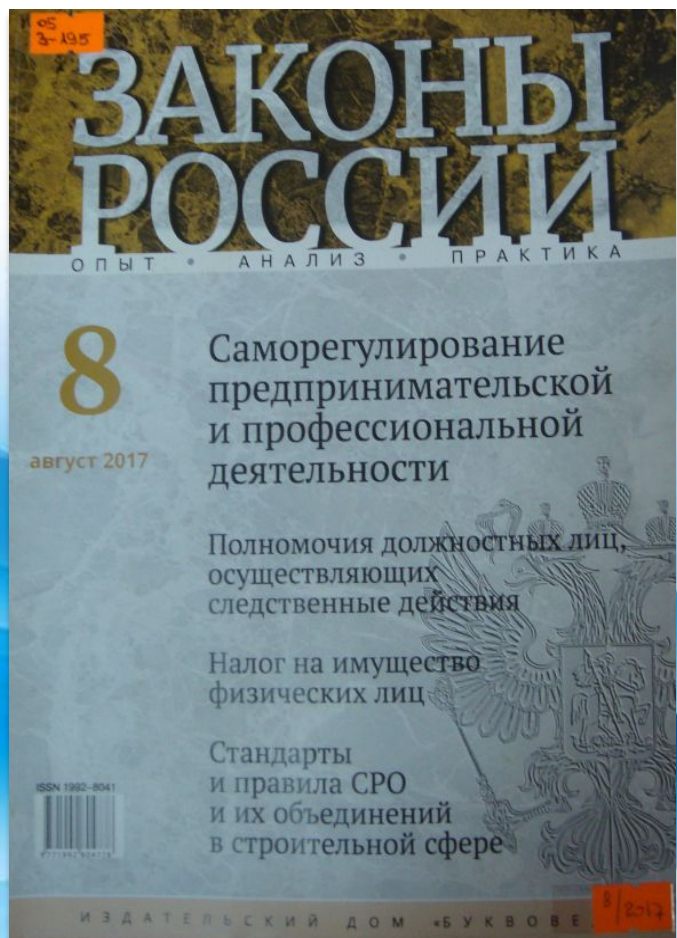 05
З-195
ЗАКОНЫ
РОССИИ
ОПЫТ • АНАЛИЗ • ПРАКТИКА
8
август 2017
Саморегулирование
предпринимательской
и профессиональной
деятельности
Полномочия должностных лиц,
осуществляющих
следственные действия
Налог на имущество
физических лиц
Стандарты
и правила СРО
и их объединений
в строительной сфере
ISSN 1992-8041
ИЗДАТЕЛЬСКИЙ ДОМ «БУКВОВЕ
8/2017